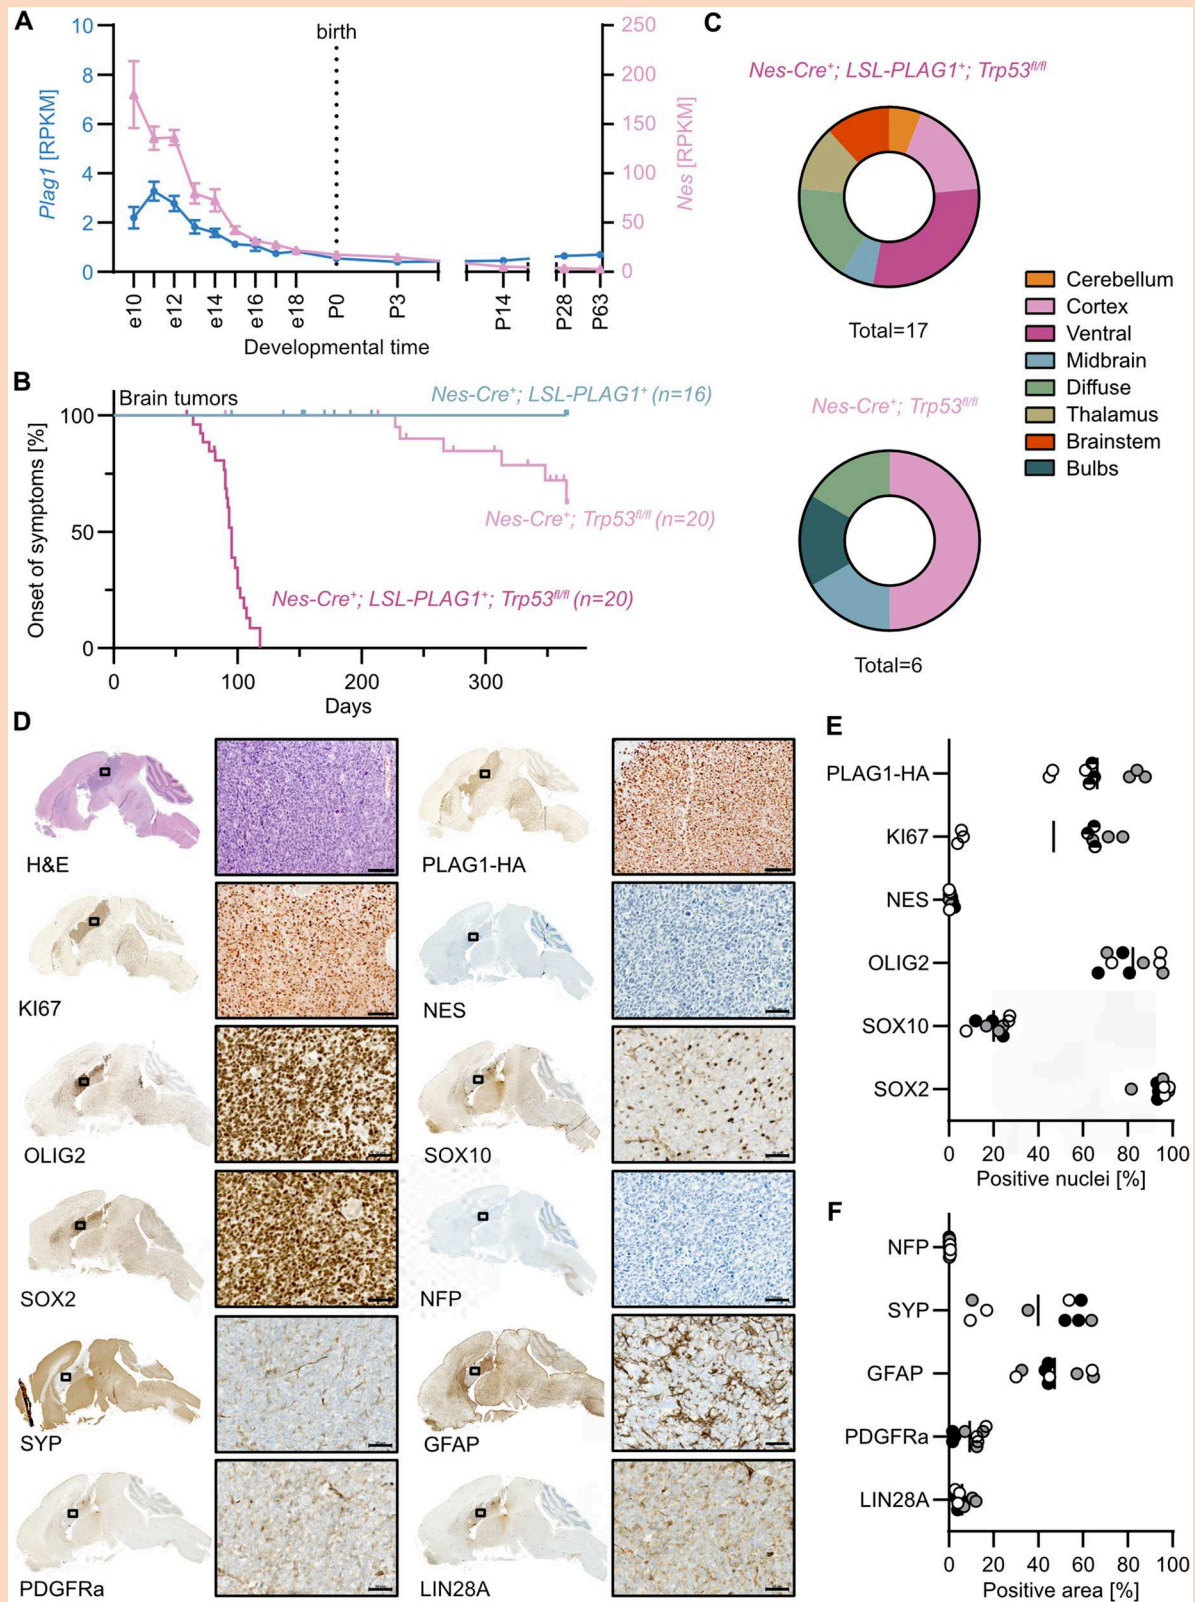 A
10
8
6
4
2
0
Plag1 [RPKM]
birth
250
200
150
100
50
0
Nes [RPKM]
e10
e12
e14
e16
e18
P0
P3
P14
P28
P63
Developmental time
B
Brain tumors
Nes-Cre⁺; LSL-PLAG1⁺ (n=16)
Nes-Cre⁺; Trp53ᶠˡ/ᶠˡ (n=20)
Nes-Cre⁺; LSL-PLAG1⁺; Trp53ᶠˡ/ᶠˡ (n=20)
Onset of symptoms [%]
100
50
0
0
100
200
300
Days
C
Nes-Cre⁺; LSL-PLAG1⁺; Trp53ᶠˡ/ᶠˡ
Total=17
Nes-Cre⁺; Trp53ᶠˡ/ᶠˡ
Total=6
Cerebellum
Cortex
Ventral
Midbrain
Diffuse
Thalamus
Brainstem
Bulbs
D
H&E
PLAG1-HA
KI67
NES
OLIG2
SOX10
SOX2
NFP
SYP
GFAP
PDGFRa
LIN28A
E
PLAG1-HA
KI67
NES
OLIG2
SOX10
SOX2
0 20 40 60 80 100
Positive nuclei [%]
F
NFP
SYP
GFAP
PDGFRa
LIN28A
0 20 40 60 80 100
Positive area [%]